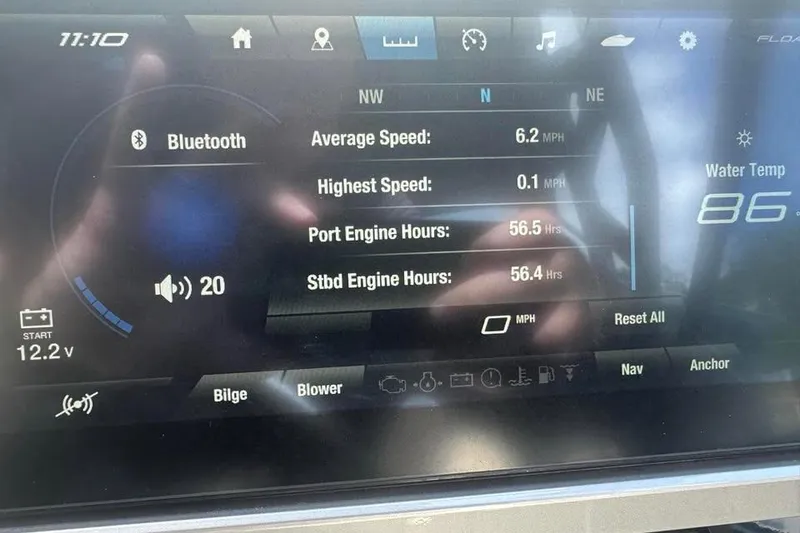 11:10
NW N NE
Bluetooth
Average Speed: 6.2 MPH
Highest Speed: 0.1 MPH
Port Engine Hours: 56.5 Hrs
Stbd Engine Hours: 56.4 Hrs
20
Water Temp
86
START
12.2 V
0 MPH
Reset All
Bilge
Blower
Nav
Anchor